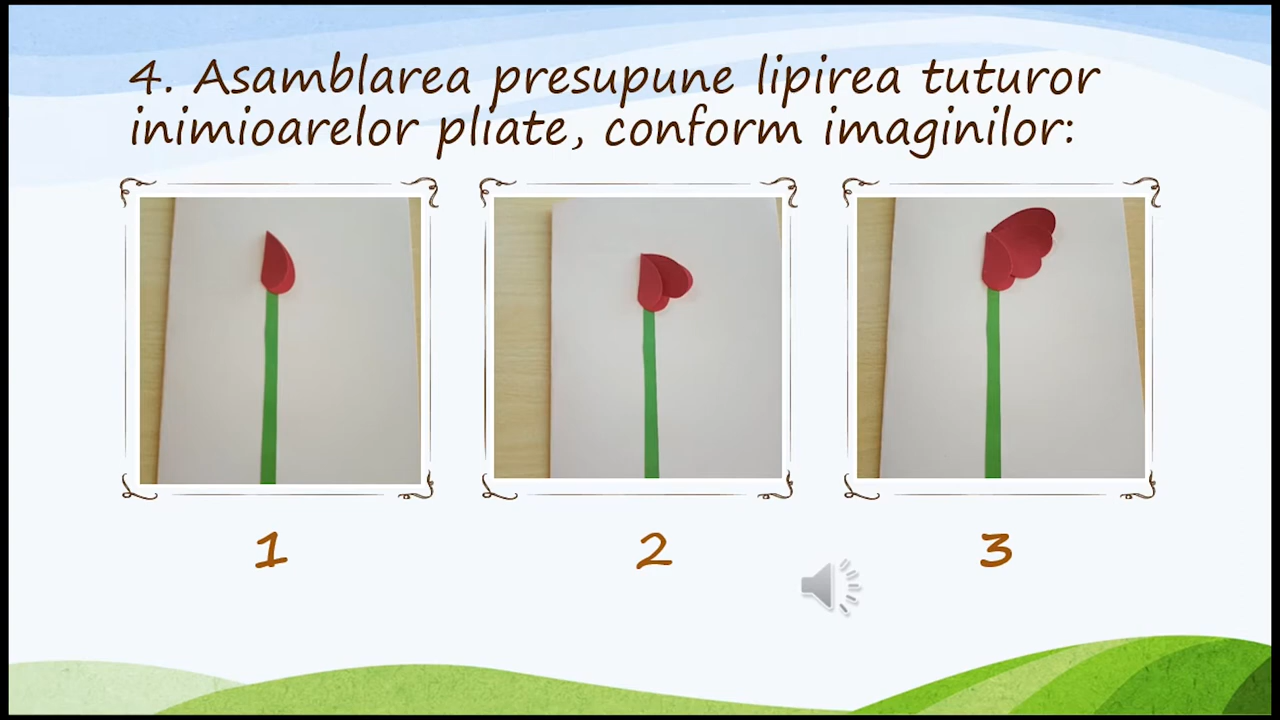 4. Asamblarea presupune lipirea tuturor
inimioarelor pliate, conform imaginilor:
1 2 3